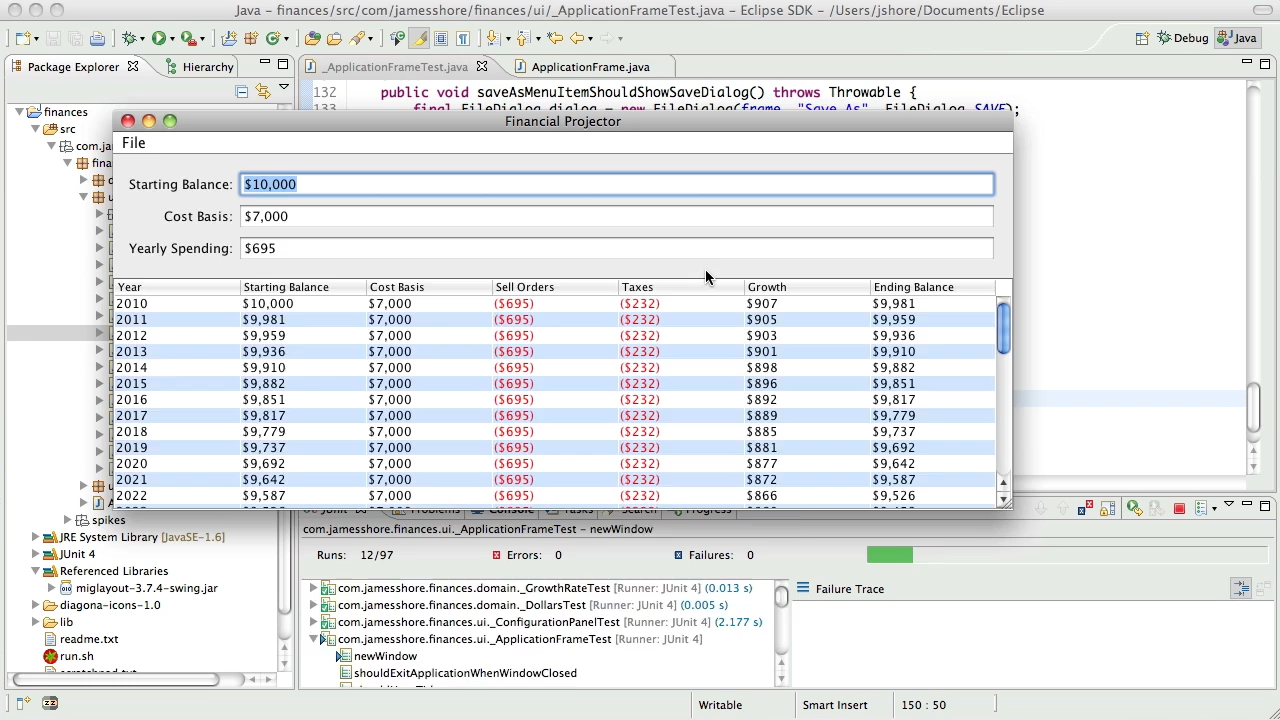 Java – finances/src/com/jamesshore/finances/ui/_ApplicationFrameTest.java – Eclipse SDK – /Users/jshore/Documents/Eclipse
Debug Java
Package Explorer Hierarchy
_ApplicationFrameTest.java ApplicationFrame.java
finances
src
132 public void saveAsMenuItemShouldShowSaveDialog() throws Throwable {
133 final FileDialog dialog = new FileDialog(frame, "Save As", FileDialog.SAVE);
Financial Projector
File
Starting Balance: $10,000
Cost Basis: $7,000
Yearly Spending: $695
Year Starting Balance Cost Basis Sell Orders Taxes Growth Ending Balance
2010 $10,000 $7,000 ($695) ($232) $907 $9,981
2011 $9,981 $7,000 ($695) ($232) $905 $9,959
2012 $9,959 $7,000 ($695) ($232) $903 $9,936
2013 $9,936 $7,000 ($695) ($232) $901 $9,910
2014 $9,910 $7,000 ($695) ($232) $898 $9,882
2015 $9,882 $7,000 ($695) ($232) $896 $9,851
2016 $9,851 $7,000 ($695) ($232) $892 $9,817
2017 $9,817 $7,000 ($695) ($232) $889 $9,779
2018 $9,779 $7,000 ($695) ($232) $885 $9,737
2019 $9,737 $7,000 ($695) ($232) $881 $9,692
2020 $9,692 $7,000 ($695) ($232) $877 $9,642
2021 $9,642 $7,000 ($695) ($232) $872 $9,587
2022 $9,587 $7,000 ($695) ($232) $866 $9,526
spikes
JRE System Library [JavaSE-1.6]
JUnit 4
Referenced Libraries
miglayout-3.7.4-swing.jar
diagona-icons-1.0
lib
readme.txt
run.sh
com.jamesshore.finances.ui._ApplicationFrameTest – newWindow
Runs: 12/97 Errors: 0 Failures: 0
com.jamesshore.finances.domain._GrowthRateTest [Runner: JUnit 4] (0.013 s)
com.jamesshore.finances.domain._DollarsTest [Runner: JUnit 4] (0.005 s)
com.jamesshore.finances.ui._ConfigurationPanelTest [Runner: JUnit 4] (2.177 s)
com.jamesshore.finances.ui._ApplicationFrameTest [Runner: JUnit 4]
newWindow
shouldExitApplicationWhenWindowClosed
Failure Trace
Writable Smart Insert 150 : 50